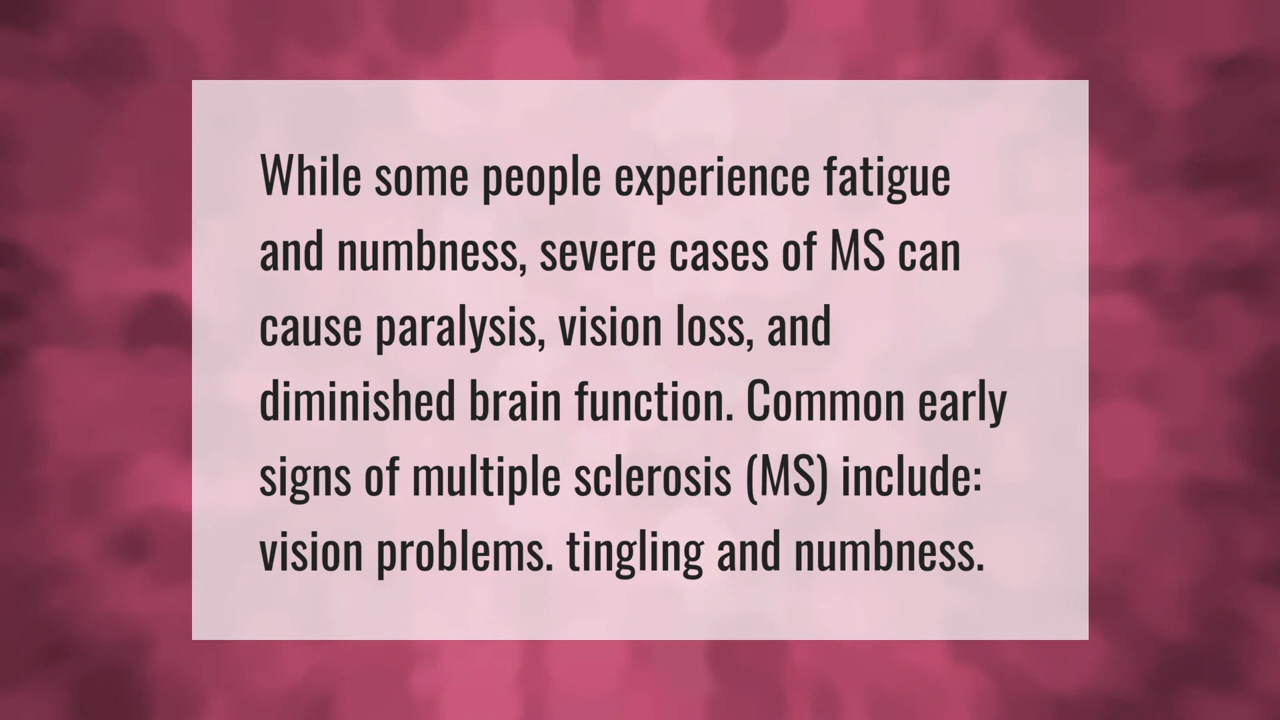 While some people experience fatigue
and numbness, severe cases of MS can
cause paralysis, vision loss, and
diminished brain function. Common early
signs of multiple sclerosis (MS) include:
vision problems. tingling and numbness.